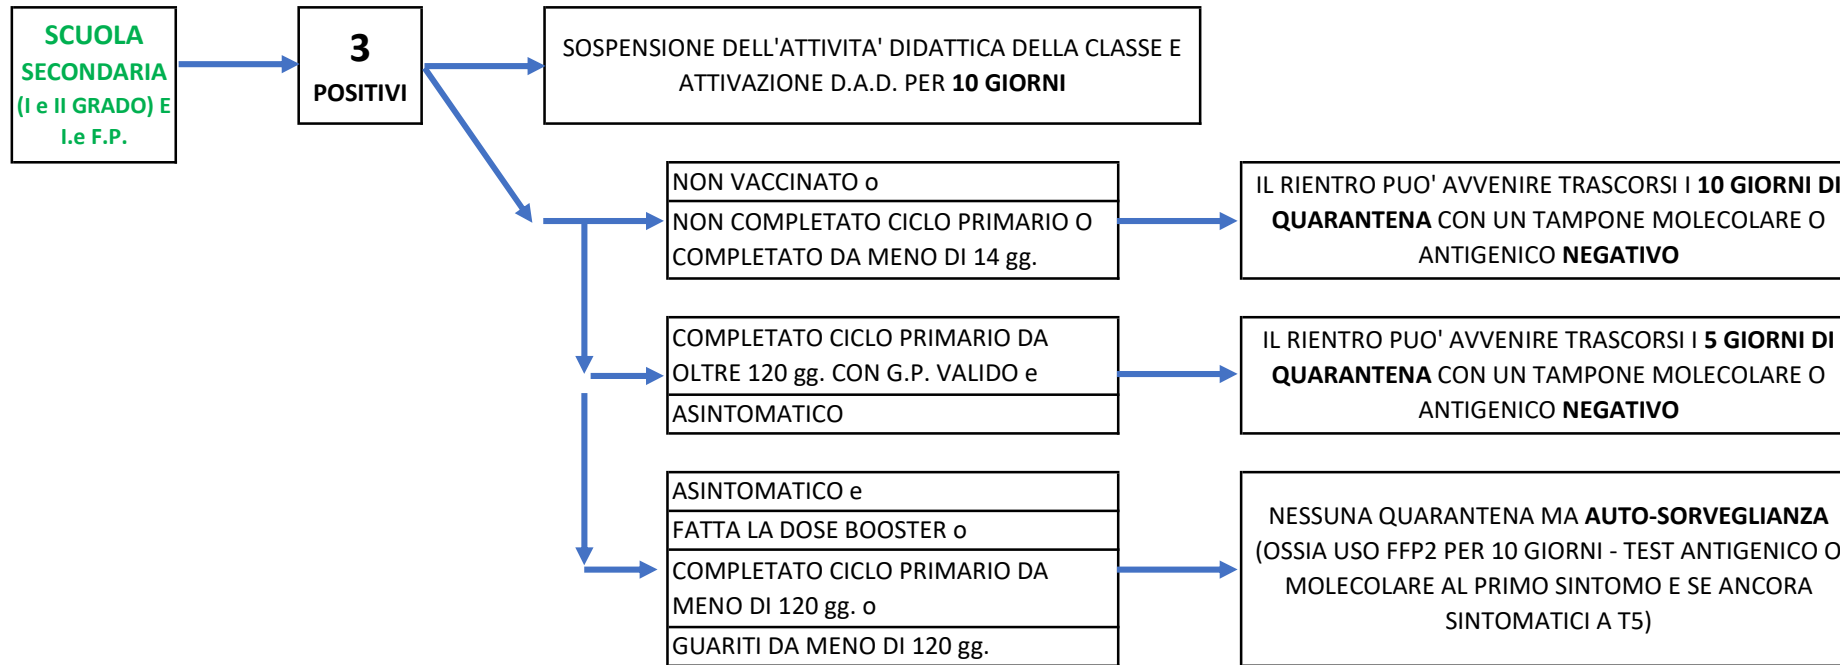 SCUOLA
SECONDARIA
(I e II GRADO) E
I.e F.P.
3
POSITIVI
SOSPENSIONE DELL'ATTIVITA' DIDATTICA DELLA CLASSE E
ATTIVAZIONE D.A.D. PER 10 GIORNI
NON VACCINATO o
NON COMPLETATO CICLO PRIMARIO O
COMPLETATO DA MENO DI 14 gg.
IL RIENTRO PUO' AVVENIRE TRASCORSI I 10 GIORNI DI
QUARANTENA CON UN TAMPONE MOLECOLARE O
ANTIGENICO NEGATIVO
COMPLETATO CICLO PRIMARIO DA
OLTRE 120 gg. CON G.P. VALIDO e
ASINTOMATICO
IL RIENTRO PUO' AVVENIRE TRASCORSI I 5 GIORNI DI
QUARANTENA CON UN TAMPONE MOLECOLARE O
ANTIGENICO NEGATIVO
ASINTOMATICO e
FATTA LA DOSE BOOSTER o
COMPLETATO CICLO PRIMARIO DA
MENO DI 120 gg. o
GUARITI DA MENO DI 120 gg.
NESSUNA QUARANTENA MA AUTO-SORVEGLIANZA
(OSSIA USO FFP2 PER 10 GIORNI - TEST ANTIGENICO O
MOLECOLARE AL PRIMO SINTOMO E SE ANCORA
SINTOMATICI A T5)